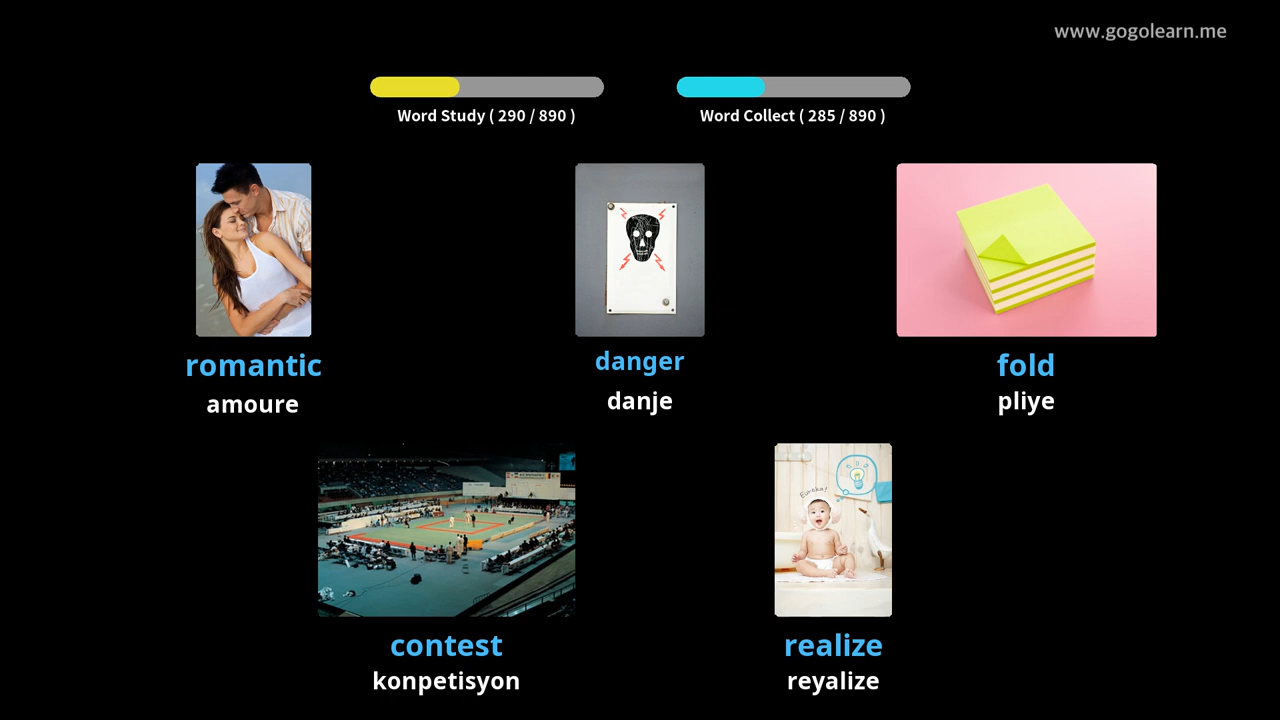 www.gogolearn.me
Word Study ( 290 / 890 )
Word Collect ( 285 / 890 )
romantic
amoure
danger
danje
fold
pliye
Eureka!
contest
konpetisyon
realize
reyalize